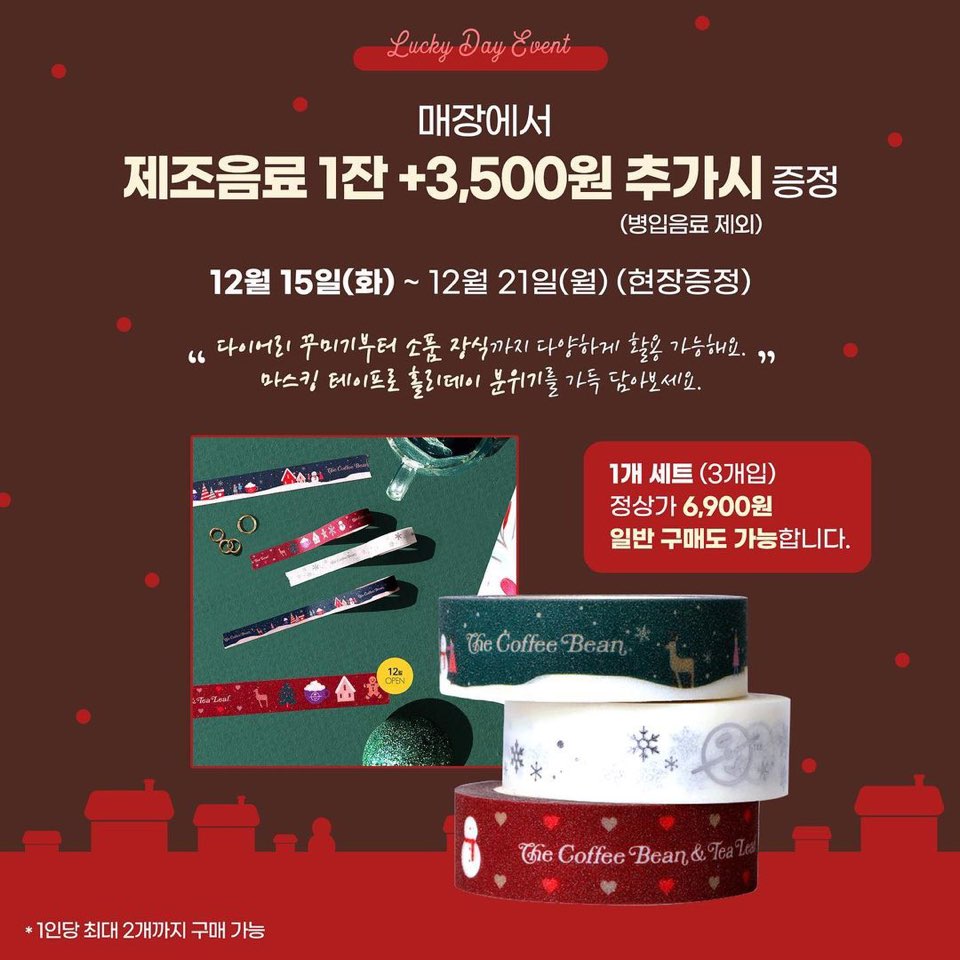 Lucky Day Event
매장에서
제조음료 1잔 +3,500원 추가시 증정
(병입음료 제외)
12월 15일(화) ~ 12월 21일(월) (현장증정)
“ 다이어리 꾸미기부터 소품 장식까지 다양하게 활용 가능해요. ”
마스킹 테이프로 홀리데이 분위기를 가득 담아보세요.
The Coffee Bean
12월
OPEN
& Tea Leaf
1개 세트 (3개입)
정상가 6,900원
일반 구매도 가능합니다.
The Coffee Bean
The Coffee Bean & Tea Leaf
* 1인당 최대 2개까지 구매 가능